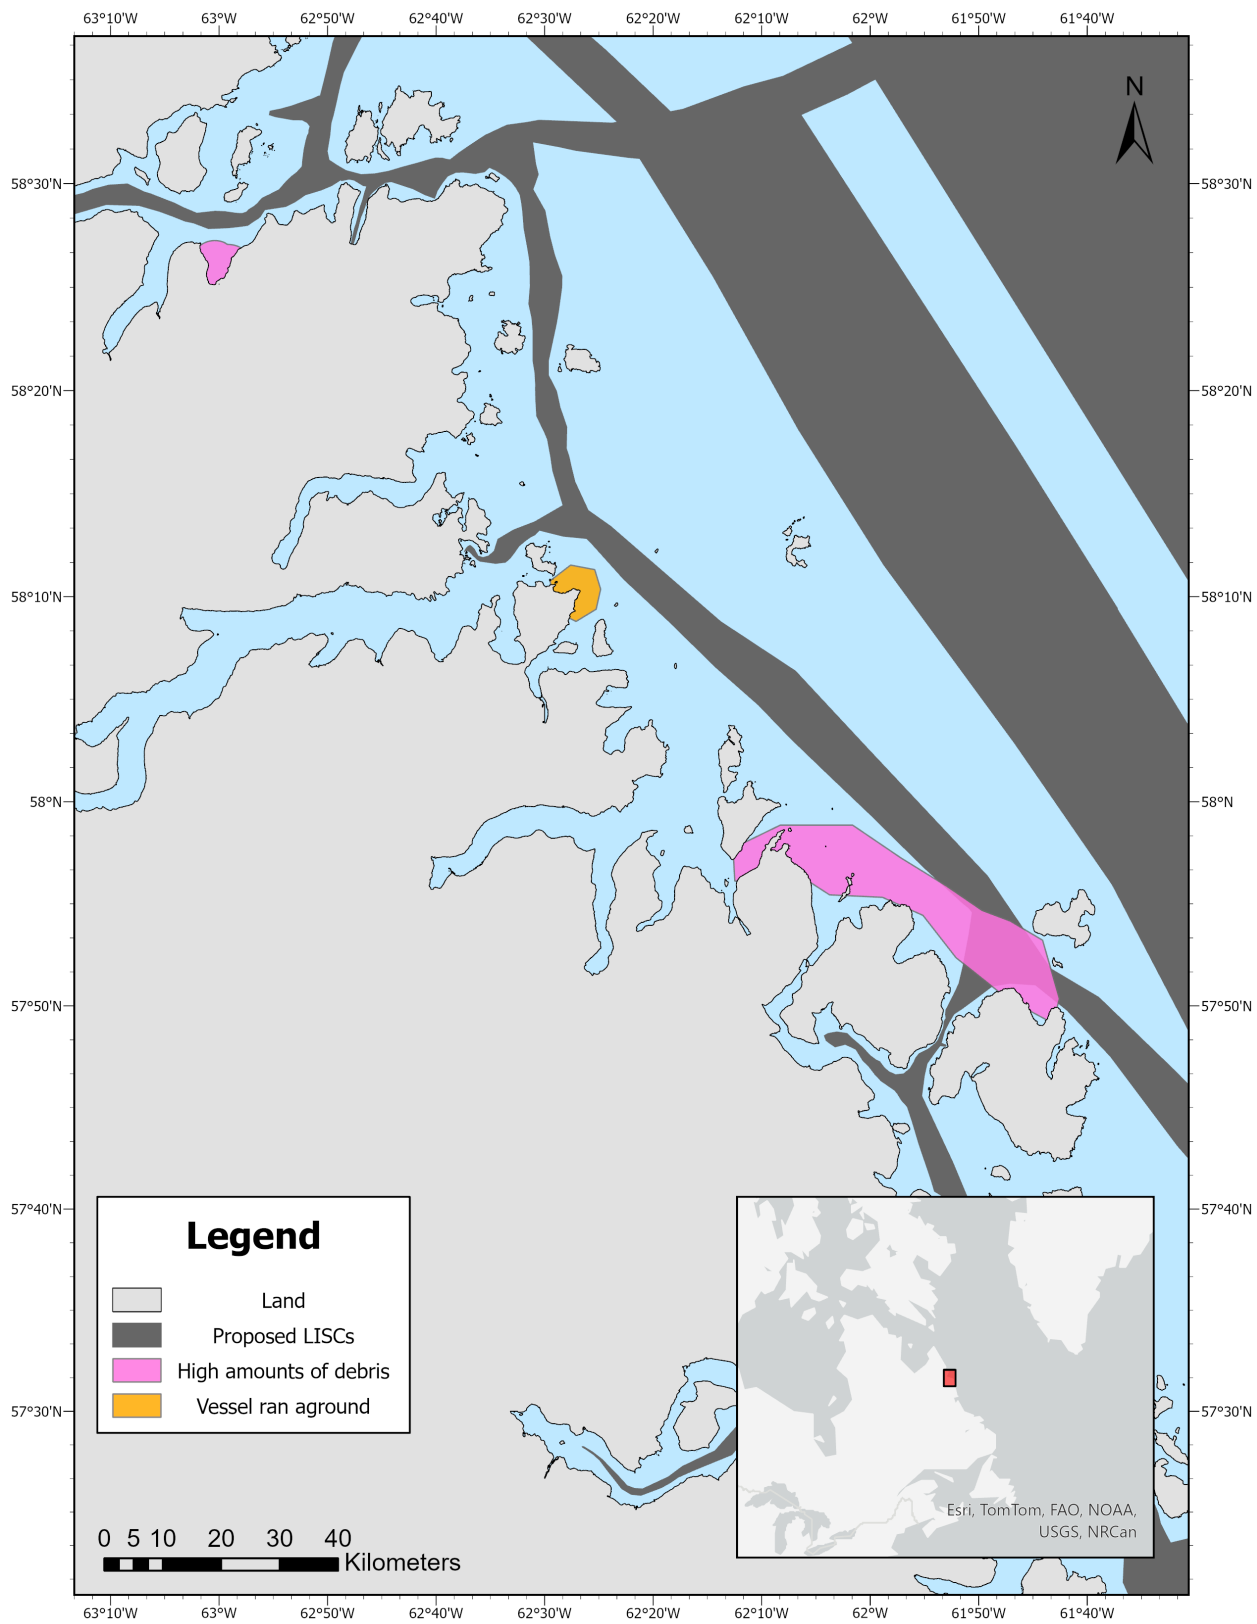 63°10'W 63°W 62°50'W 62°40'W 62°30'W 62°20'W 62°10'W 62°W 61°50'W 61°40'W
N
58°30'N 58°30'N
58°20'N 58°20'N
58°10'N 58°10'N
58°N 58°N
57°50'N 57°50'N
57°40'N 57°40'N
Legend
Land
Proposed LISCs
High amounts of debris
Vessel ran aground
57°30'N 57°30'N
Esri, TomTom, FAO, NOAA,
USGS, NRCan
0 5 10 20 30 40
Kilometers
63°10'W 63°W 62°50'W 62°40'W 62°30'W 62°20'W 62°10'W 62°W 61°50'W 61°40'W